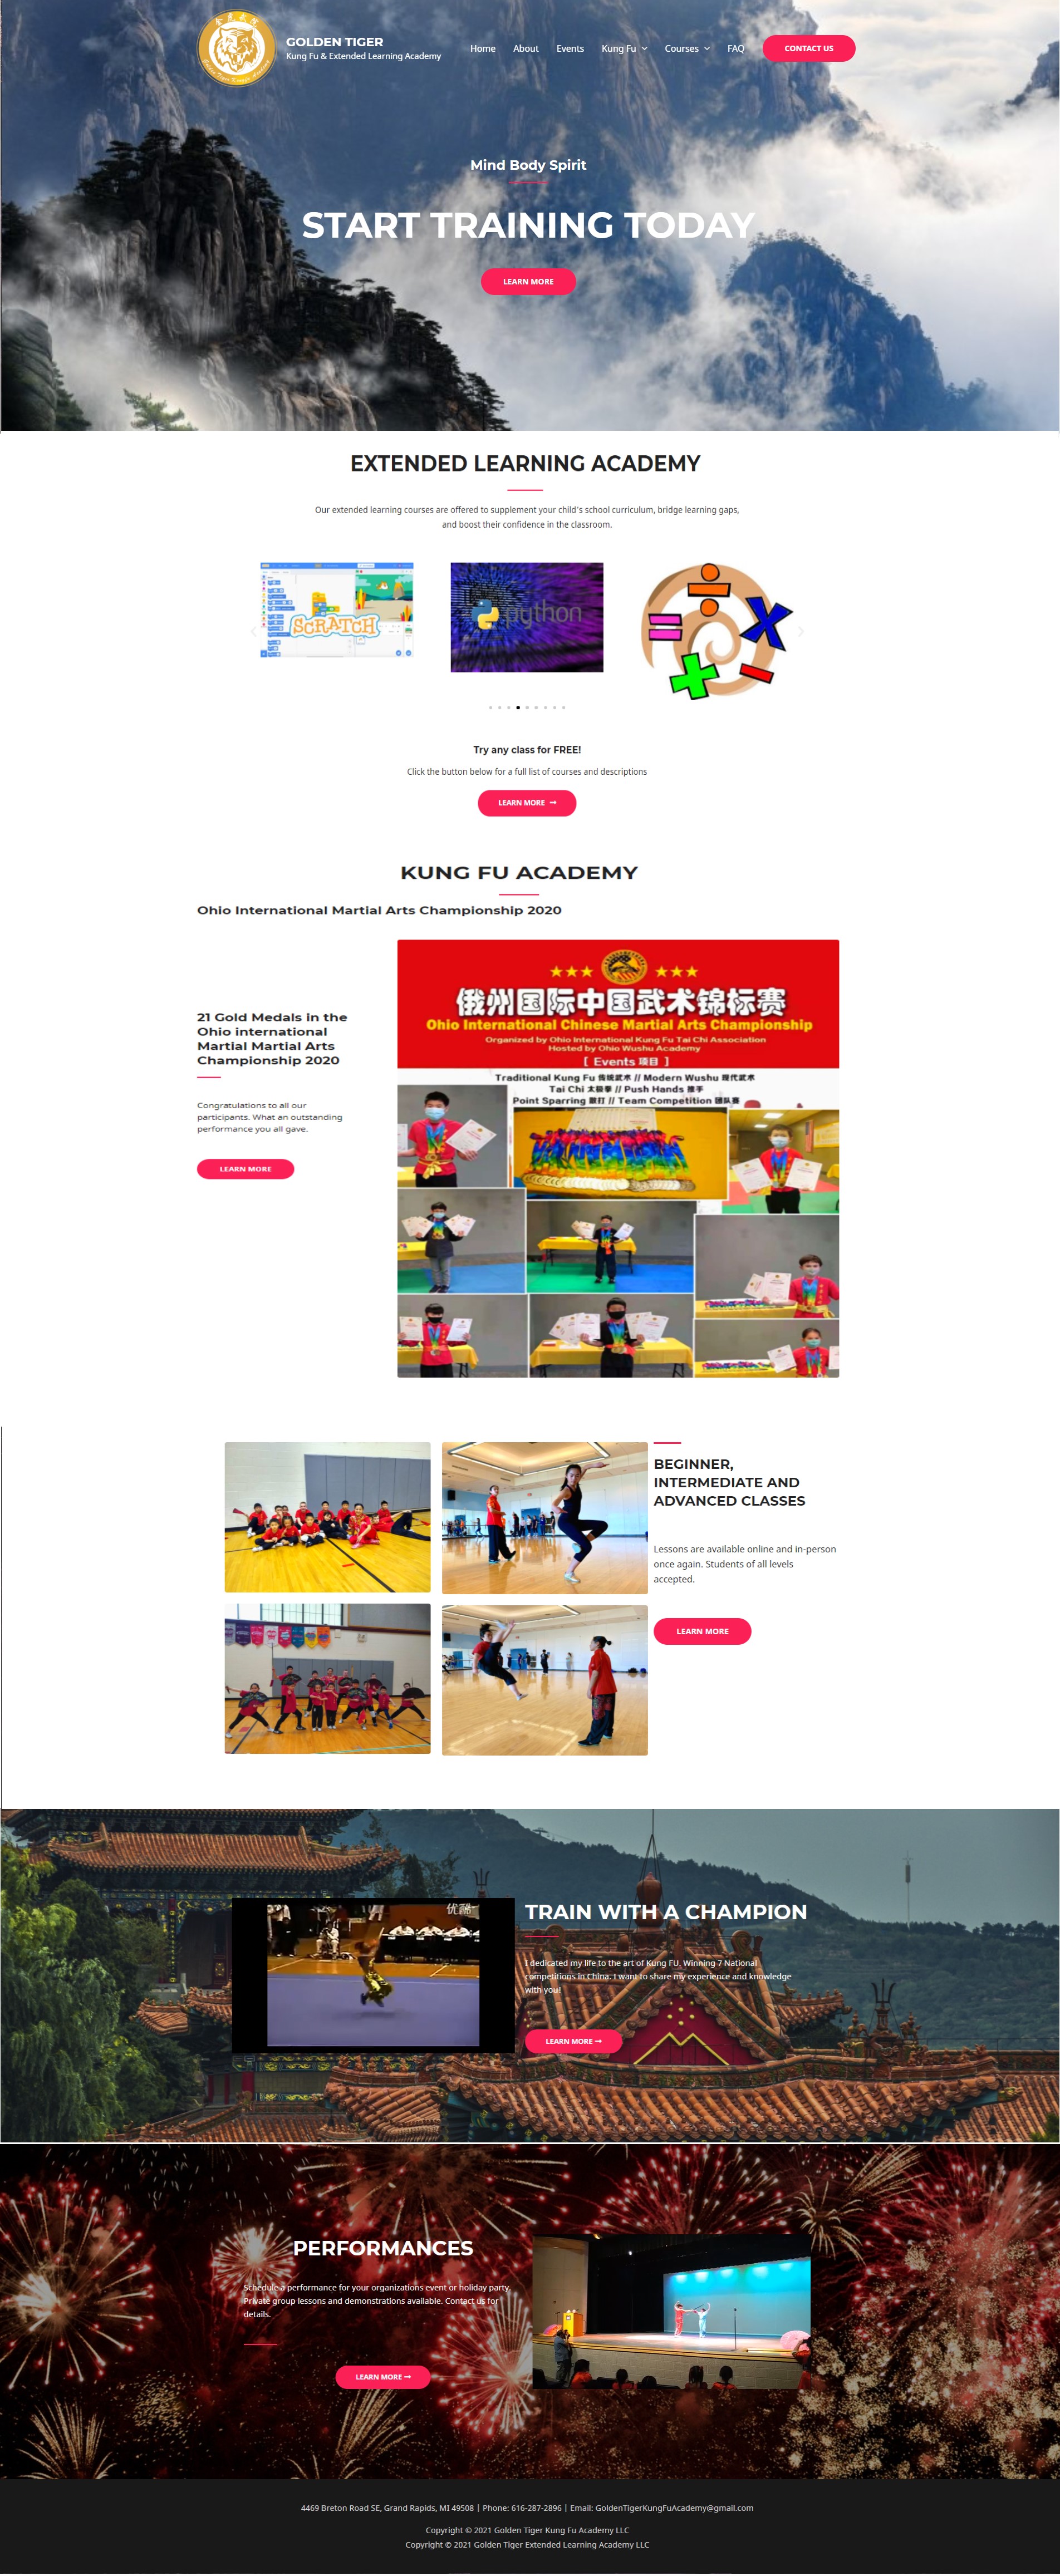 GOLDEN TIGER
Kung Fu & Extended Learning Academy
Home About Events Kung Fu Courses FAQ CONTACT US
Mind Body Spirit
START TRAINING TODAY
LEARN MORE
EXTENDED LEARNING ACADEMY
Our extended learning courses are offered to supplement your child's school curriculum, bridge learning gaps,
and boost their confidence in the classroom.
SCRATCH
python
Try any class for FREE!
Click the button below for a full list of courses and descriptions
LEARN MORE
KUNG FU ACADEMY
Ohio International Martial Arts Championship 2020
21 Gold Medals in the
Ohio international
Martial Martial Arts
Championship 2020
Congratulations to all our
participants. What an outstanding
performance you all gave.
LEARN MORE
俄州国际中国武术锦标赛
Ohio International Chinese Martial Arts Championship
Organized by Ohio International Kung Fu Tai Chi Association
Hosted by Ohio Wushu Academy
[ Events 项目 ]
Traditional Kung Fu 传统武术 // Modern Wushu 现代武术
Tai Chi 太极拳 // Push Hands 推手
Point Sparring 散打 // Team Competition 团队赛
BEGINNER,
INTERMEDIATE AND
ADVANCED CLASSES
Lessons are available online and in-person
once again. Students of all levels
accepted.
LEARN MORE
优酷
TRAIN WITH A CHAMPION
I dedicated my life to the art of Kung FU. Winning 7 National
competitions in China. I want to share my experience and knowledge
with you!
LEARN MORE
PERFORMANCES
Schedule a performance for your organizations event or holiday party.
Private group lessons and demonstrations available. Contact us for
details.
LEARN MORE
4469 Breton Road SE, Grand Rapids, MI 49508 | Phone: 616-287-2896 | Email: GoldenTigerKungFuAcademy@gmail.com
Copyright © 2021 Golden Tiger Kung Fu Academy LLC
Copyright © 2021 Golden Tiger Extended Learning Academy LLC